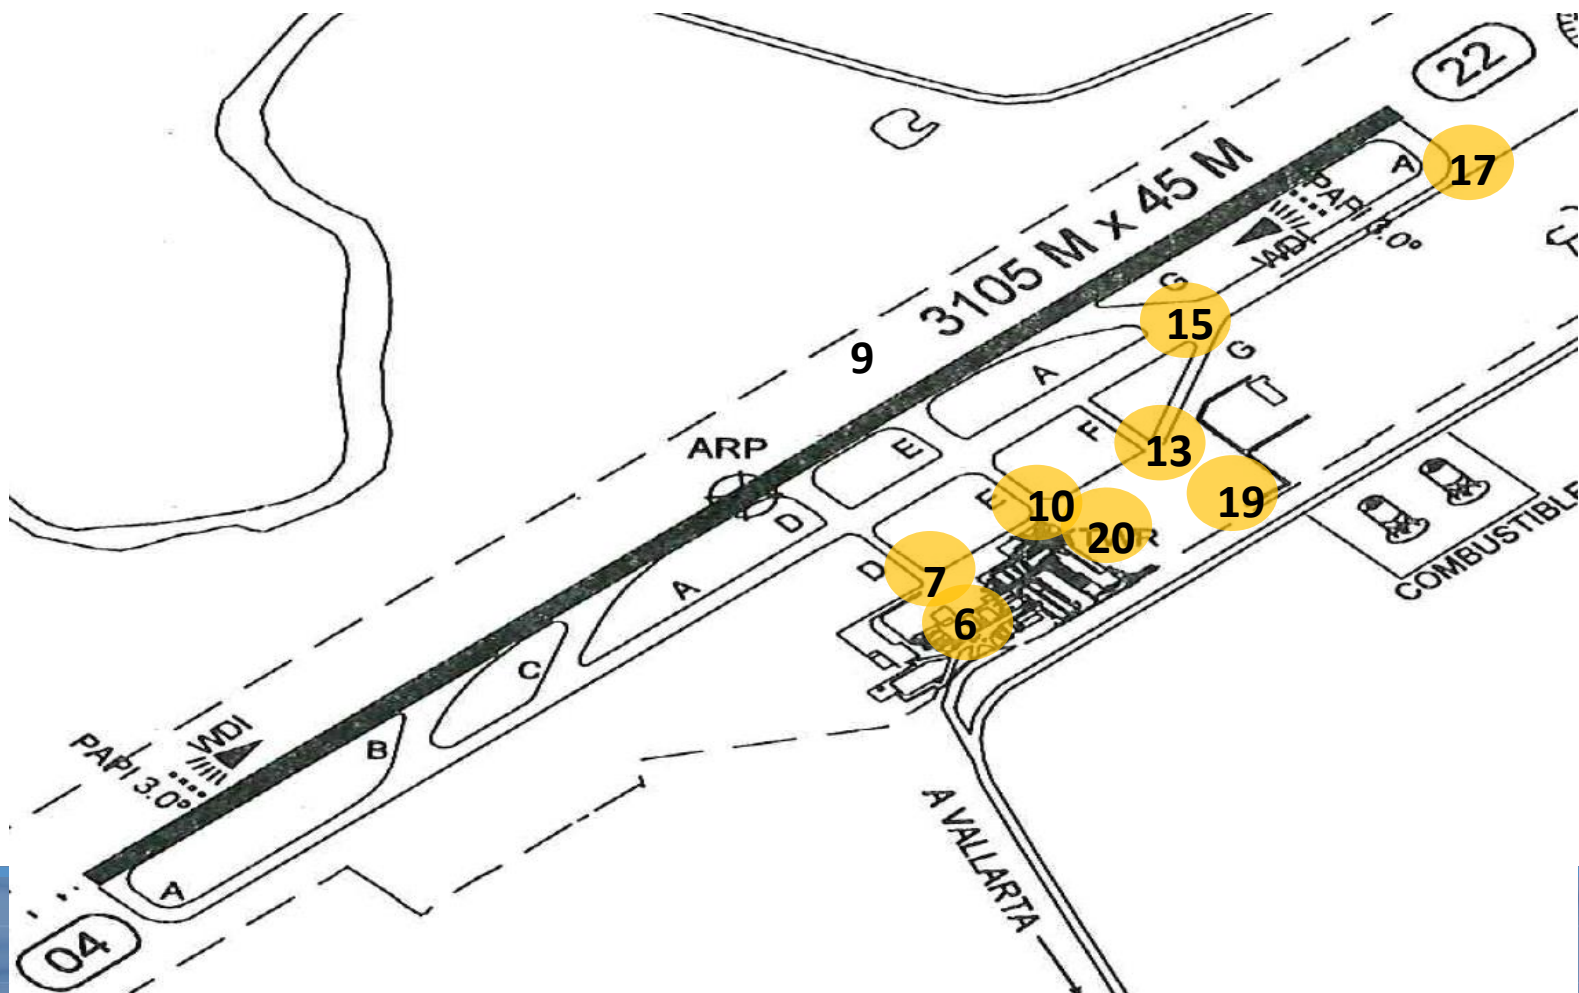 22
17
A
PAPI 3.0°
WDI
3105 M x 45 M
G
15
9
G
A
F
13
ARP
E
19
E
10
20
D
COMBUSTIBLE
D
7
A
6
C
WDI
B
PAPI 3.0°
A VALLARTA
A
04